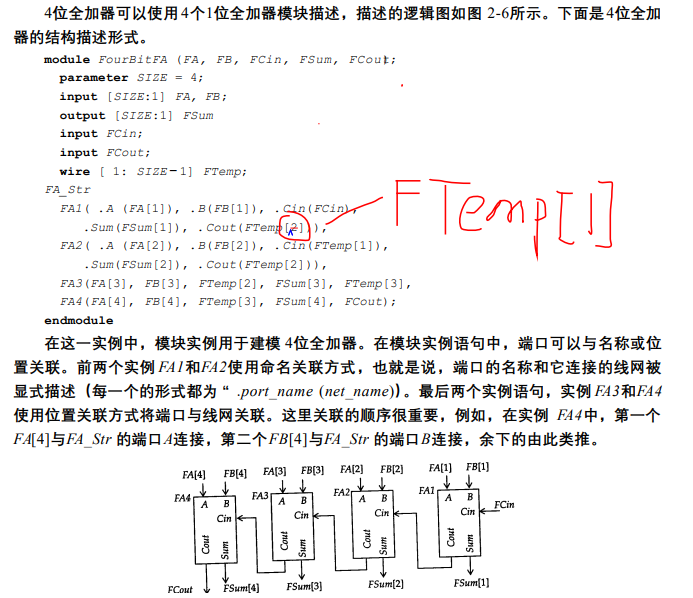 4位全加器可以使用4个1位全加器模块描述，描述的逻辑图如图 2-6所示。下面是4位全加
器的结构描述形式。
module FourBitFA (FA, FB, FCin, FSum, FCout);
parameter SIZE = 4;
input [SIZE:1] FA, FB;
output [SIZE:1] FSum
input FCin;
input FCout;
wire [ 1: SIZE-1] FTemp;
FA_Str
FA1( .A (FA[1]), .B(FB[1]), .Cin(FCin),
.Sum(FSum[1]), .Cout(FTemp[2])),
FTemp[1]
FA2( .A (FA[2]), .B(FB[2]), .Cin(FTemp[1]),
.Sum(FSum[2]), .Cout(FTemp[2])),
FA3(FA[3], FB[3], FTemp[2], FSum[3], FTemp[3],
FA4(FA[4], FB[4], FTemp[3], FSum[4], FCout);
endmodule
在这一实例中，模块实例用于建模 4位全加器。在模块实例语句中，端口可以与名称或位
置关联。前两个实例 FA1和FA2使用命名关联方式，也就是说，端口的名称和它连接的线网被
显式描述（每一个的形式都为“ .port_name (net_name)）。最后两个实例语句，实例 FA3和FA4
使用位置关联方式将端口与线网关联。这里关联的顺序很重要，例如，在实例 FA4中，第一个
FA[4]与FA_Str 的端口A连接，第二个FB[4]与FA_Str 的端口B连接，余下的由此类推。
FA[4] FB[4] FA[3] FB[3] FA[2] FB[2] FA[1] FB[1]
FA4 A B FA3 A B FA2 A B FA1 A B
Cin Cin Cin Cin FCin
Cout Sum Cout Sum Cout Sum Cout Sum
FCout FSum[4] FSum[3] FSum[2] FSum[1]